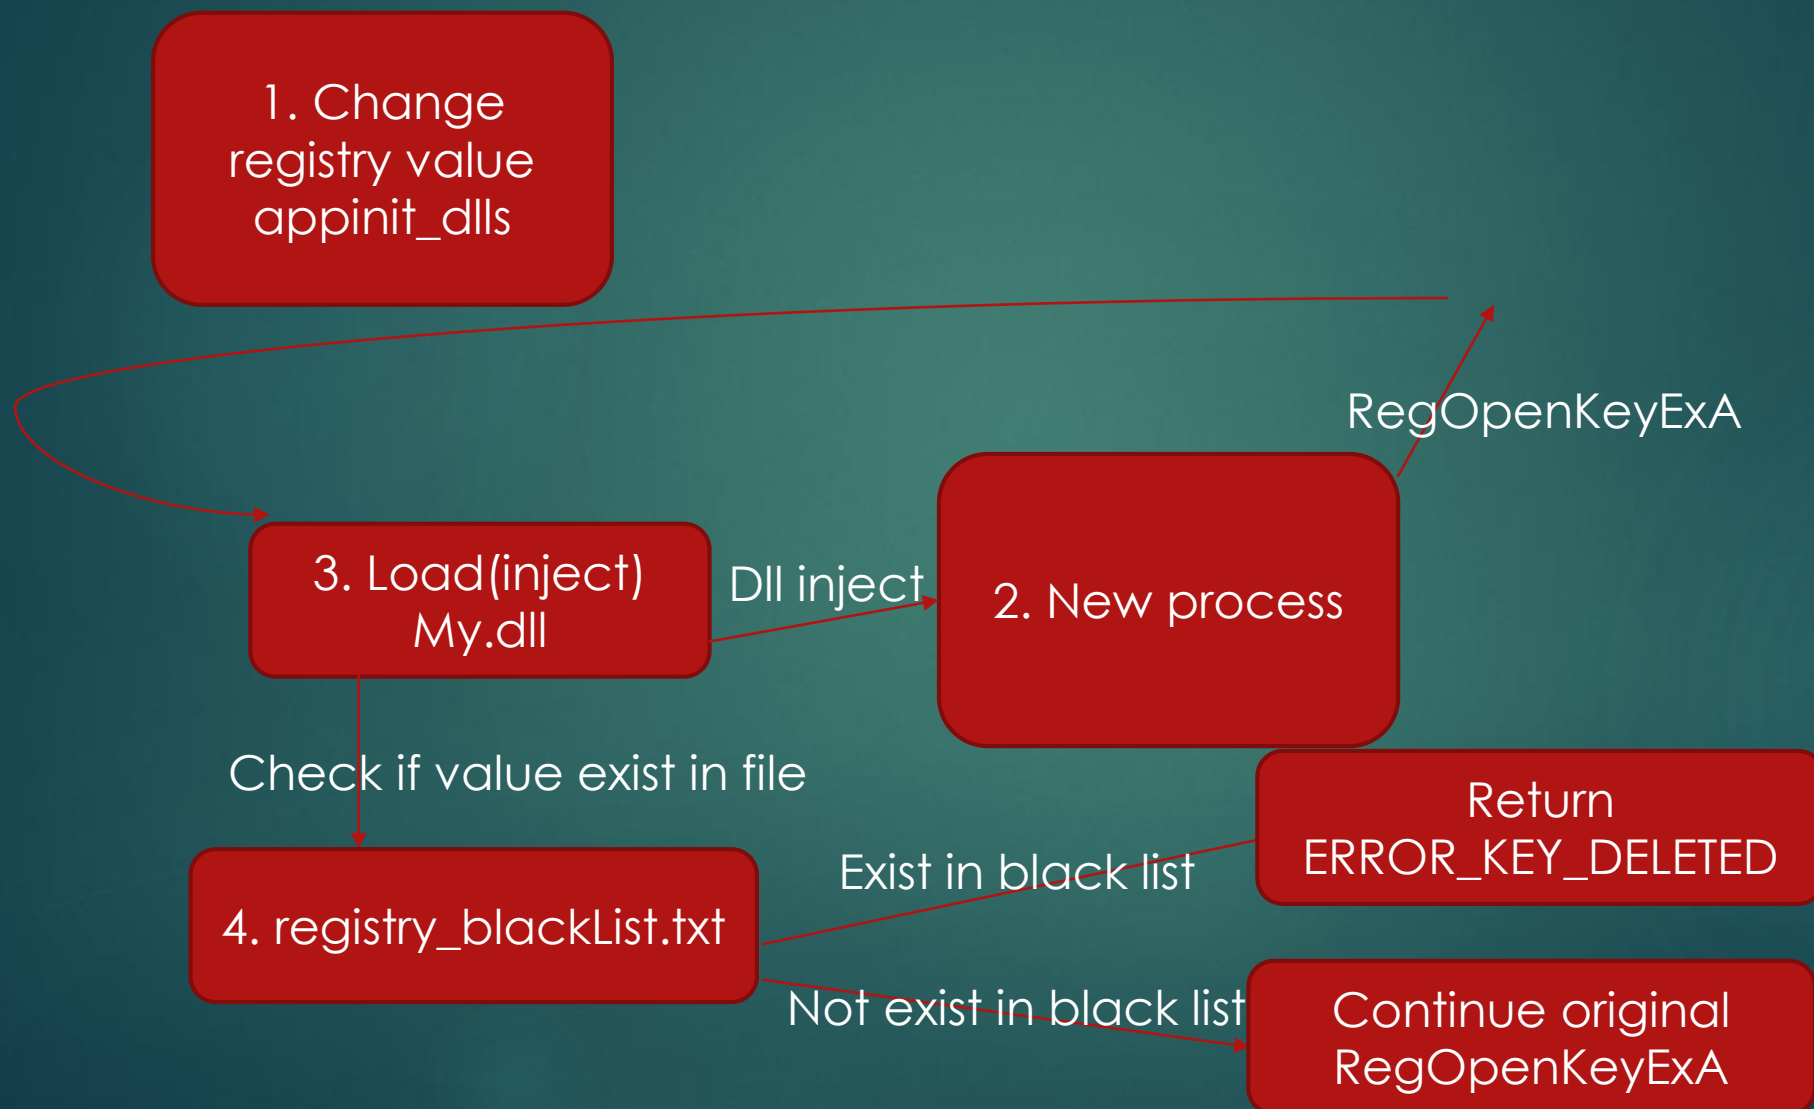 1. Change
registry value
appinit_dlls
RegOpenKeyExA
3. Load(inject)
My.dll
Dll inject
2. New process
Check if value exist in file
Return
ERROR_KEY_DELETED
Exist in black list
4. registry_blackList.txt
Not exist in black list
Continue original
RegOpenKeyExA